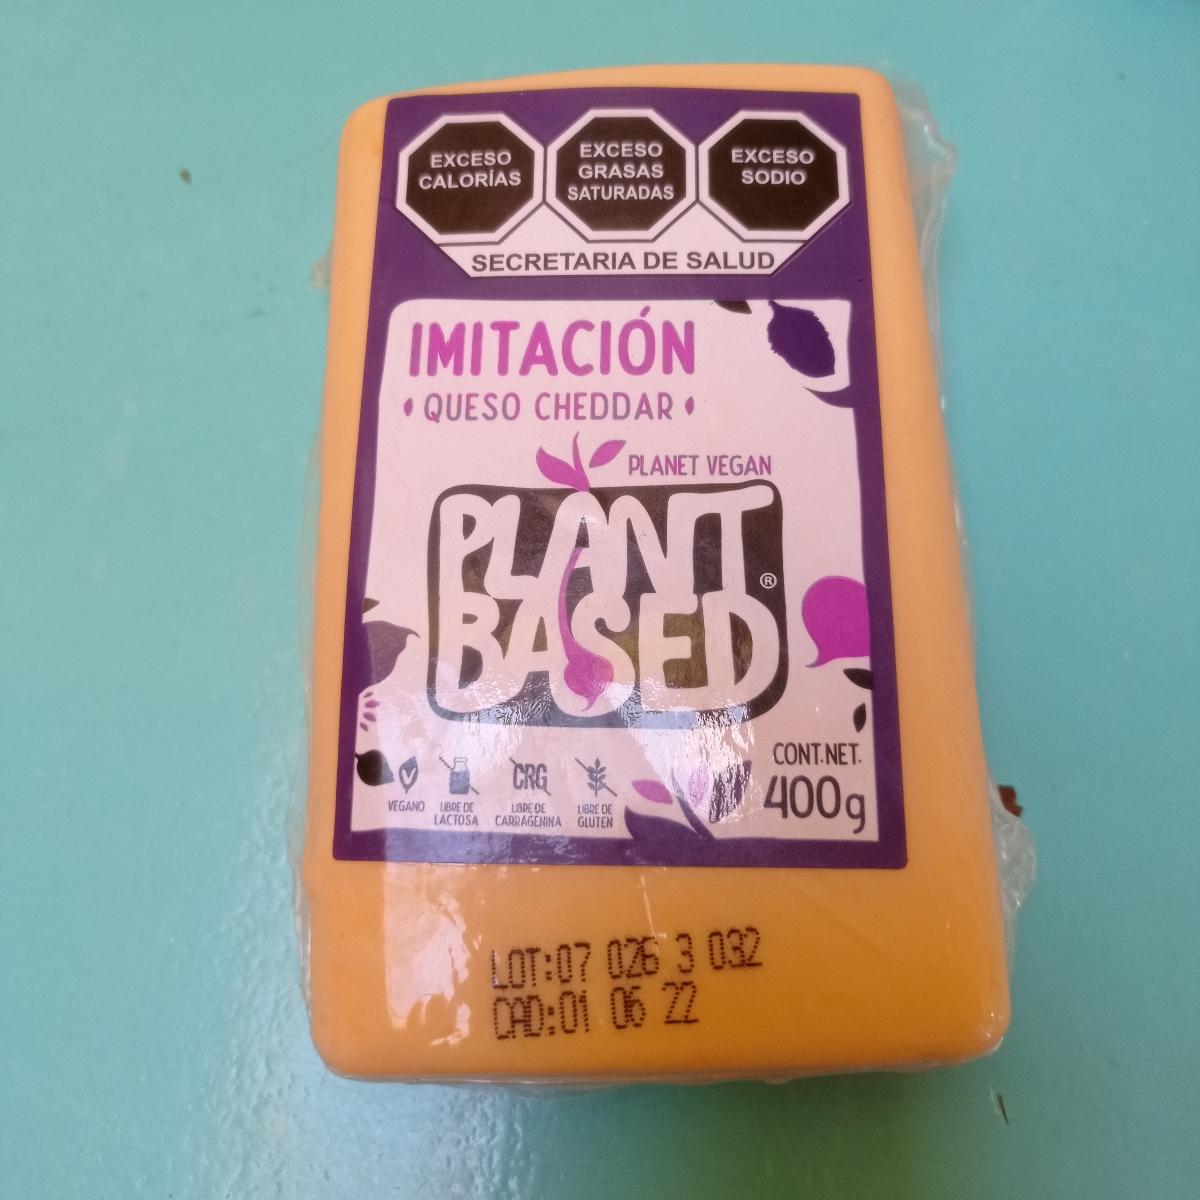 EXCESO
CALORÍAS
EXCESO
GRASAS
SATURADAS
EXCESO
SODIO
SECRETARIA DE SALUD
IMITACIÓN
QUESO CHEDDAR
PLANET VEGAN
PLANT
BASED
®
VEGANO
LIBRE DE
LACTOSA
CRG
LIBRE DE
CARRAGENINA
LIBRE DE
GLUTEN
CONT.NET.
400g
LOT:07 026 3 032
CAD:01 06 22